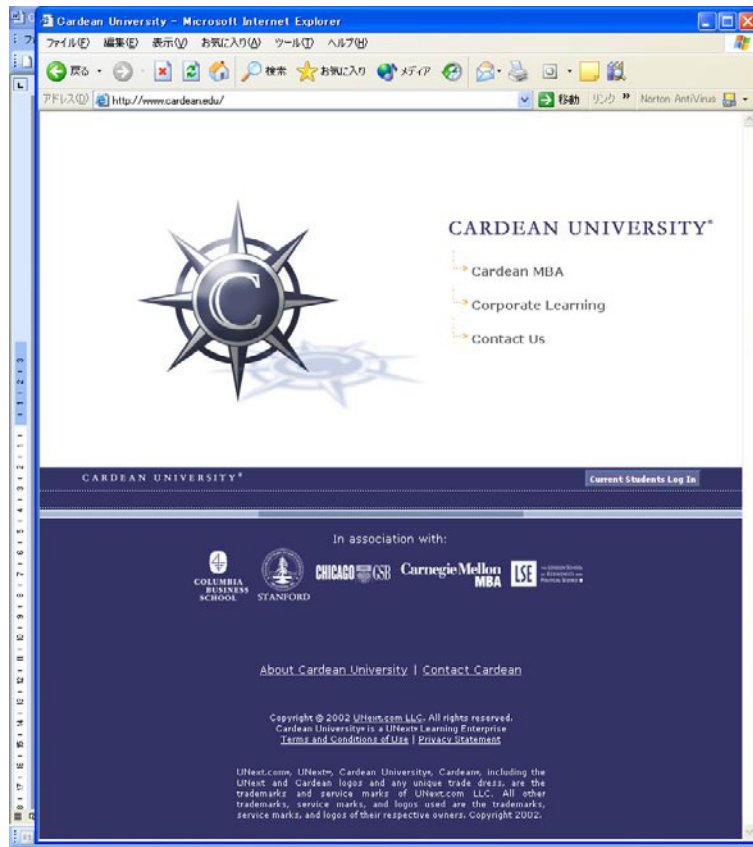 Cardean University - Microsoft Internet Explorer
ファイル(F) 編集(E) 表示(V) お気に入り(A) ツール(T) ヘルプ(H)
戻る 検索 お気に入り メディア
アドレス(D) http://www.cardean.edu/ 移動 リンク » Norton AntiVirus
C
CARDEAN UNIVERSITY®
Cardean MBA
Corporate Learning
Contact Us
CARDEAN UNIVERSITY® Current Students Log In
In association with:
COLUMBIA
BUSINESS
SCHOOL
STANFORD
CHICAGO GSB
Carnegie Mellon
MBA
LSE THE LONDON SCHOOL
OF ECONOMICS AND
POLITICAL SCIENCE
About Cardean University | Contact Cardean
Copyright © 2002 UNext.com LLC. All rights reserved.
Cardean University® is a UNext® Learning Enterprise
Terms and Conditions of Use | Privacy Statement
UNext.com®, UNext®, Cardean University®, Cardean®, including the
UNext and Cardean logos and any unique trade dress, are the
trademarks and service marks of UNext.com LLC. All other
trademarks, service marks, and logos used are the trademarks,
service marks, and logos of their respective owners. Copyright 2002.